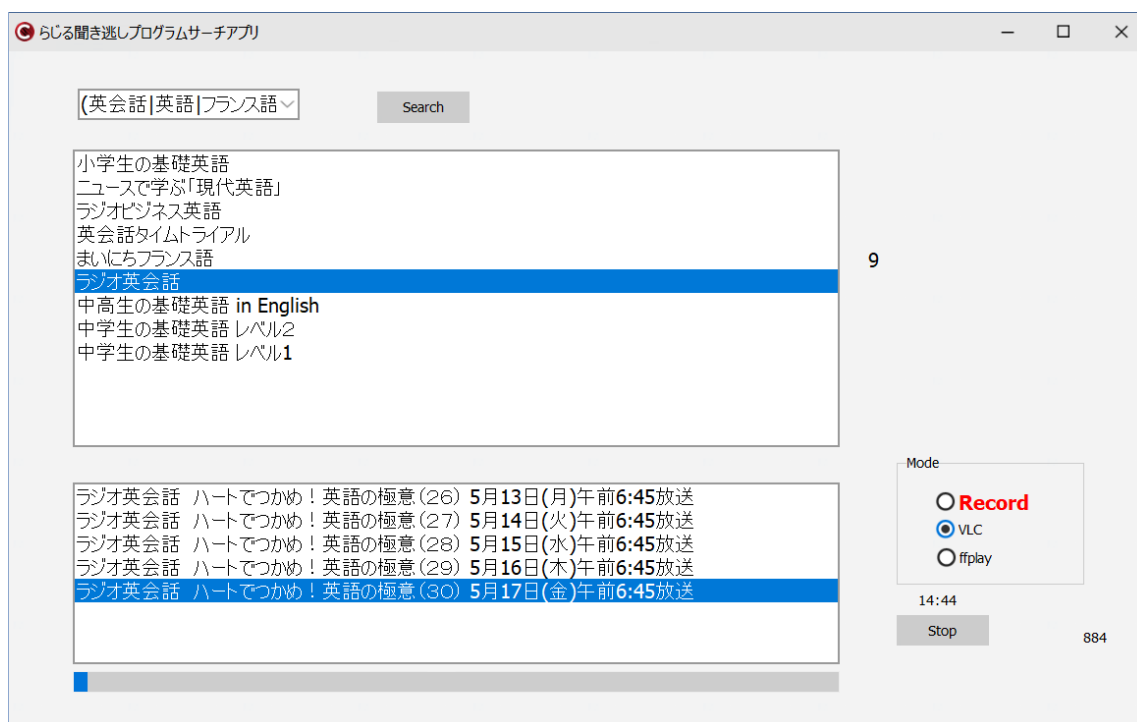 らじる聞き逃しプログラムサーチアプリ
(英会話|英語|フランス語
Search
小学生の基礎英語
ニュースで学ぶ「現代英語」
ラジオビジネス英語
英会話タイムトライアル
まいにちフランス語
ラジオ英会話
中高生の基礎英語 in English
中学生の基礎英語 レベル２
中学生の基礎英語 レベル1
9
ラジオ英会話 ハートでつかめ！英語の極意（26） 5月13日(月)午前6:45放送
ラジオ英会話 ハートでつかめ！英語の極意（27） 5月14日(火)午前6:45放送
ラジオ英会話 ハートでつかめ！英語の極意（28） 5月15日(水)午前6:45放送
ラジオ英会話 ハートでつかめ！英語の極意（29） 5月16日(木)午前6:45放送
ラジオ英会話 ハートでつかめ！英語の極意（30） 5月17日(金)午前6:45放送
Mode
Record
VLC
ffplay
14:44
Stop
884